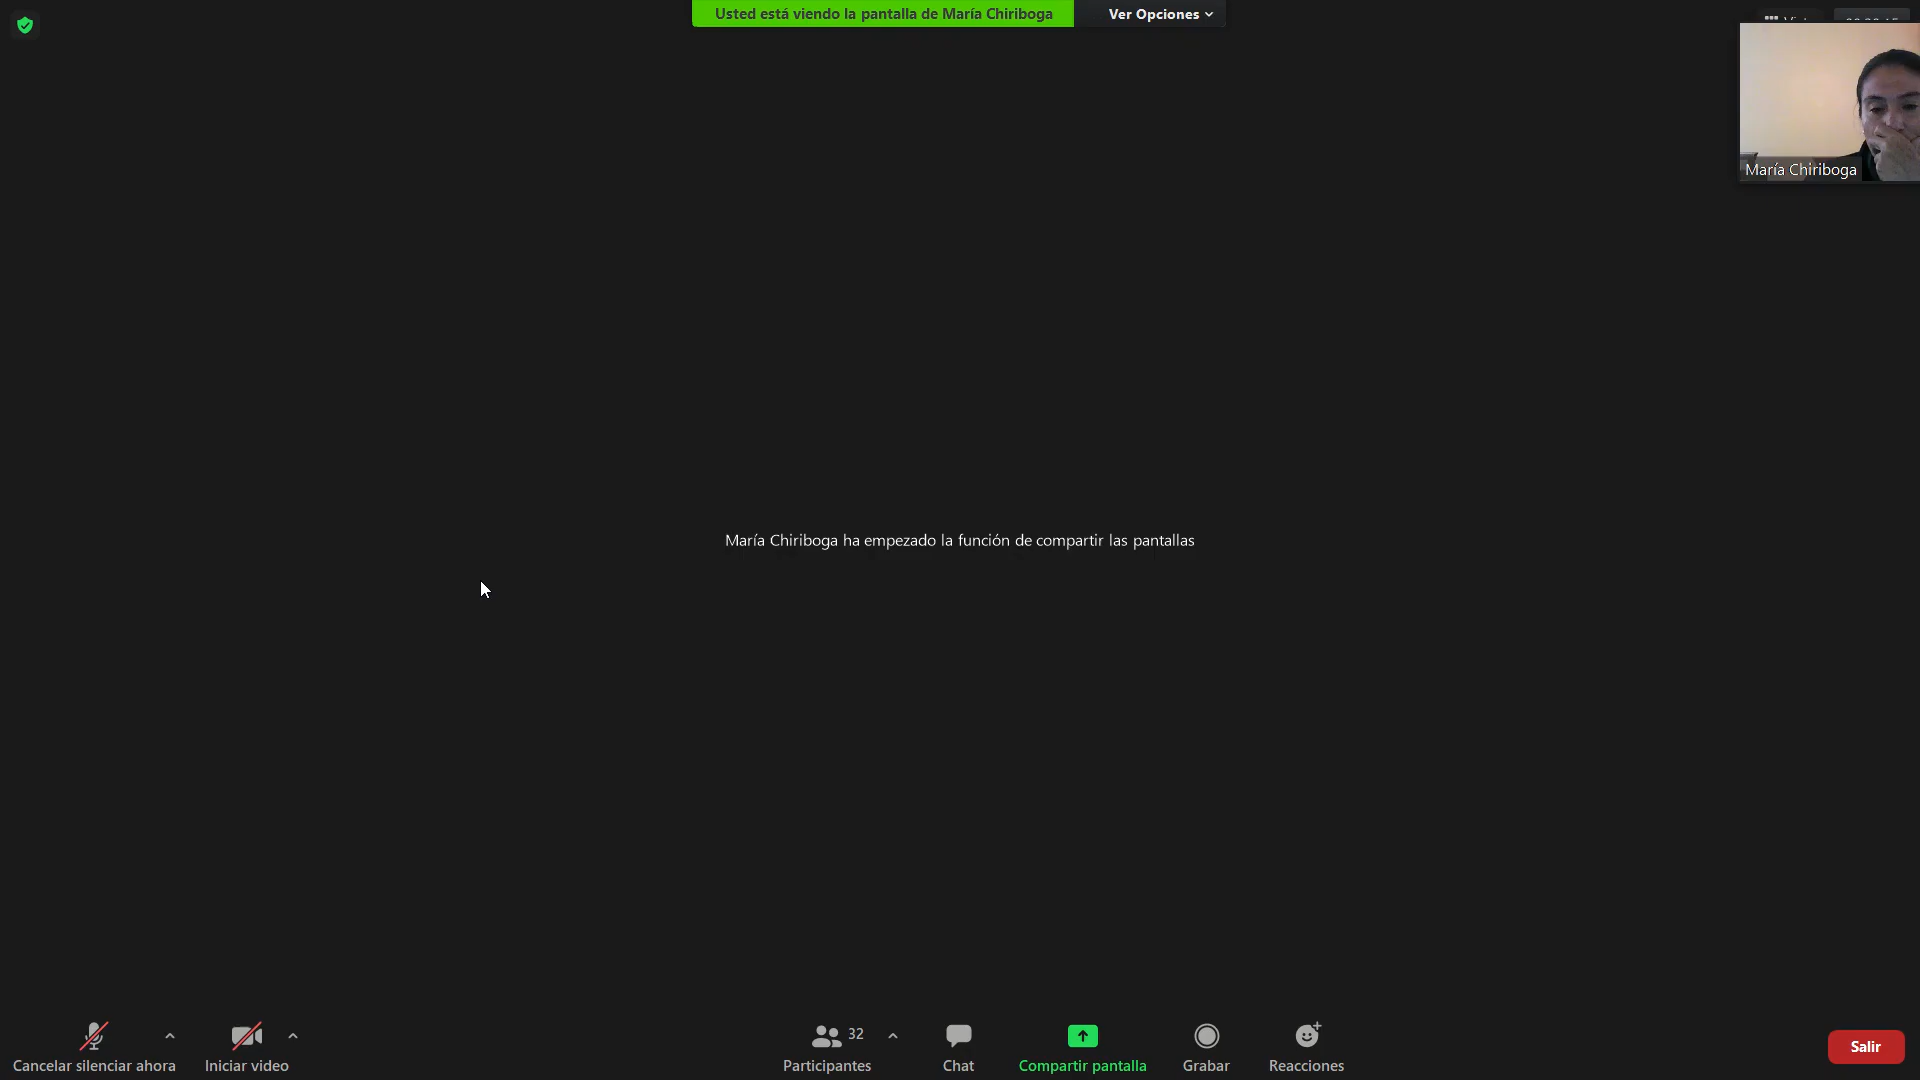 Usted está viendo la pantalla de María Chiriboga
Ver Opciones
María Chiriboga
María Chiriboga ha empezado la función de compartir las pantallas
32
Cancelar silenciar ahora
Iniciar video
Participantes
Chat
Compartir pantalla
Grabar
Reacciones
Salir